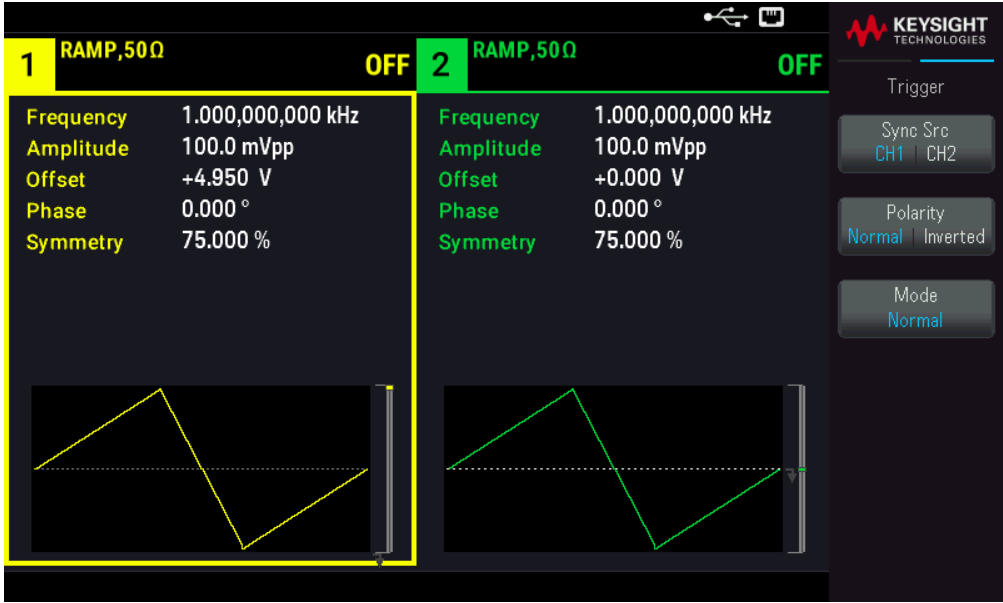 KEYSIGHT
TECHNOLOGIES
1 RAMP,50Ω OFF
2 RAMP,50Ω OFF
Frequency 1.000,000,000 kHz
Amplitude 100.0 mVpp
Offset +4.950 V
Phase 0.000 °
Symmetry 75.000 %
Frequency 1.000,000,000 kHz
Amplitude 100.0 mVpp
Offset +0.000 V
Phase 0.000 °
Symmetry 75.000 %
Trigger
Sync Src
CH1 | CH2
Polarity
Normal | Inverted
Mode
Normal